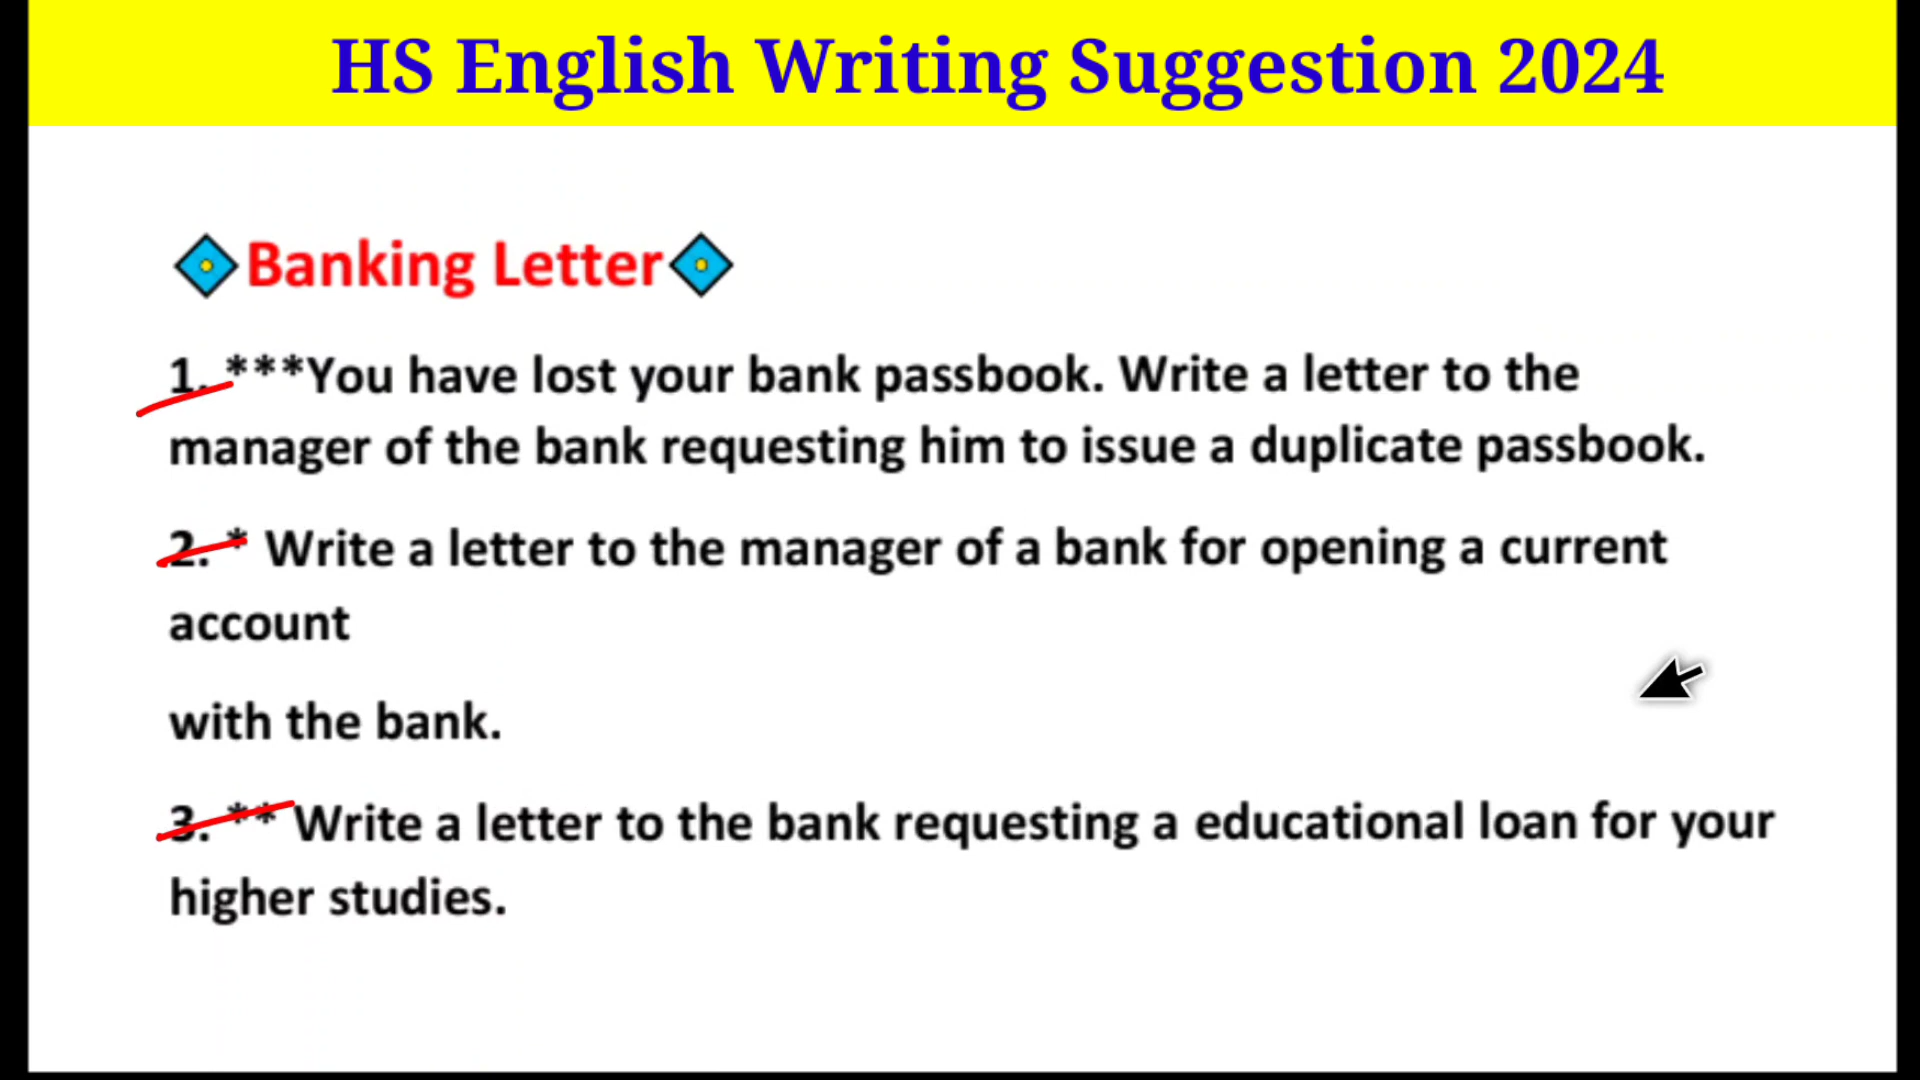 HS English Writing Suggestion 2024
Banking Letter
1. ***You have lost your bank passbook. Write a letter to the
manager of the bank requesting him to issue a duplicate passbook.
2. * Write a letter to the manager of a bank for opening a current
account
with the bank.
3. ** Write a letter to the bank requesting a educational loan for your
higher studies.